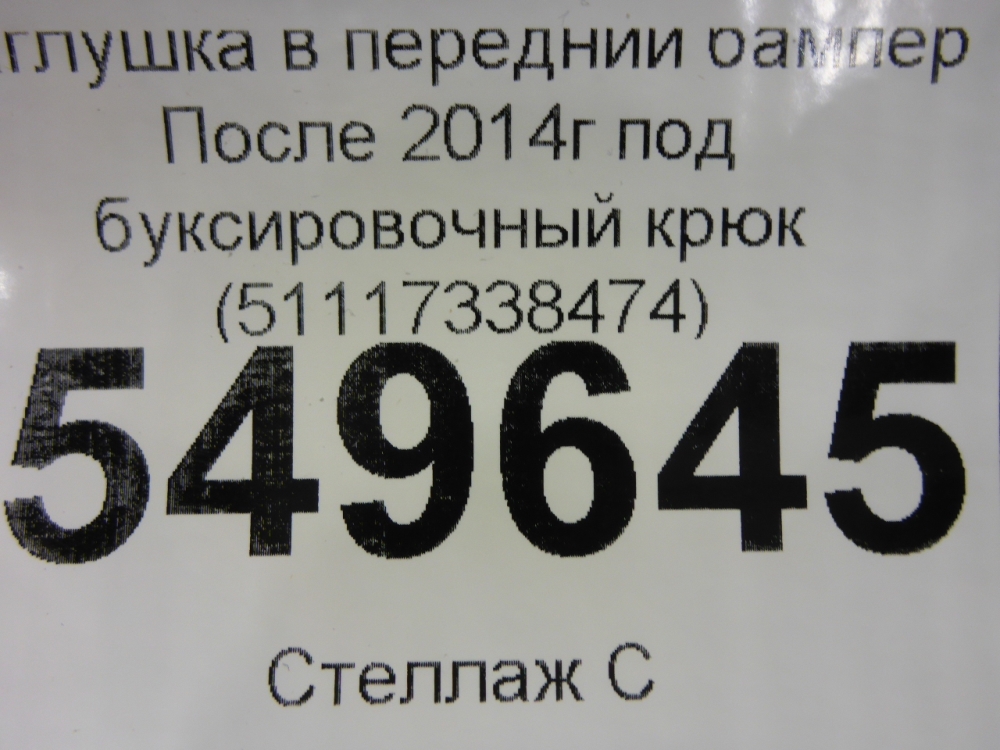 глушка в передний бампер
После 2014г под
буксировочный крюк
(51117338474)
549645
Стеллаж С